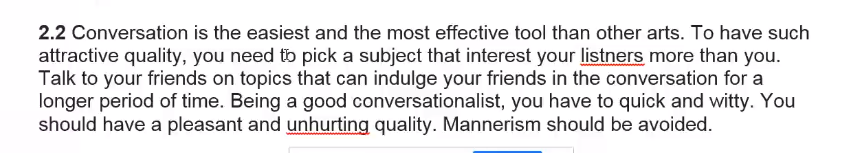 2.2 Conversation is the easiest and the most effective tool than other arts. To have such
attractive quality, you need to pick a subject that interest your listners more than you.
Talk to your friends on topics that can indulge your friends in the conversation for a
longer period of time. Being a good conversationalist, you have to quick and witty. You
should have a pleasant and unhurting quality. Mannerism should be avoided.